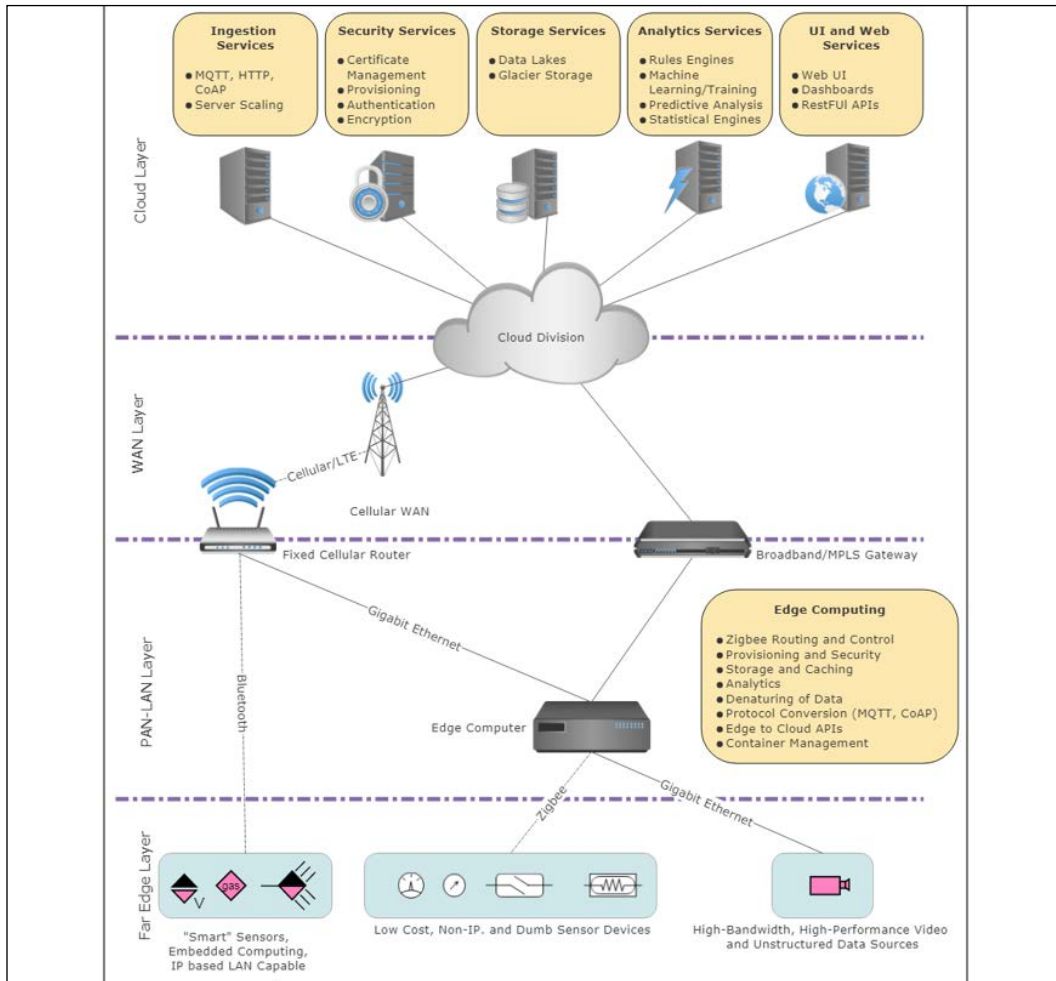 Ingestion
Services
● MQTT, HTTP,
CoAP
● Server Scaling
Security Services
● Certificate
Management
● Provisioning
● Authentication
● Encryption
Storage Services
● Data Lakes
● Glacier Storage
Analytics Services
● Rules Engines
● Machine
Learning/Training
● Predictive Analysis
● Statistical Engines
UI and Web
Services
● Web UI
● Dashboards
● RestFUl APIs
Cloud Layer
Cloud Division
WAN Layer
Cellular/LTE
Cellular WAN
Fixed Cellular Router
Broadband/MPLS Gateway
PAN-LAN Layer
Gigabit Ethernet
Bluetooth
Edge Computing
● Zigbee Routing and Control
● Provisioning and Security
● Storage and Caching
● Analytics
● Denaturing of Data
● Protocol Conversion (MQTT, CoAP)
● Edge to Cloud APIs
● Container Management
Edge Computer
Zigbee
Gigabit Ethernet
Far Edge Layer
gas
V
"Smart" Sensors,
Embedded Computing,
IP based LAN Capable
Low Cost, Non-IP. and Dumb Sensor Devices
High-Bandwidth, High-Performance Video
and Unstructured Data Sources